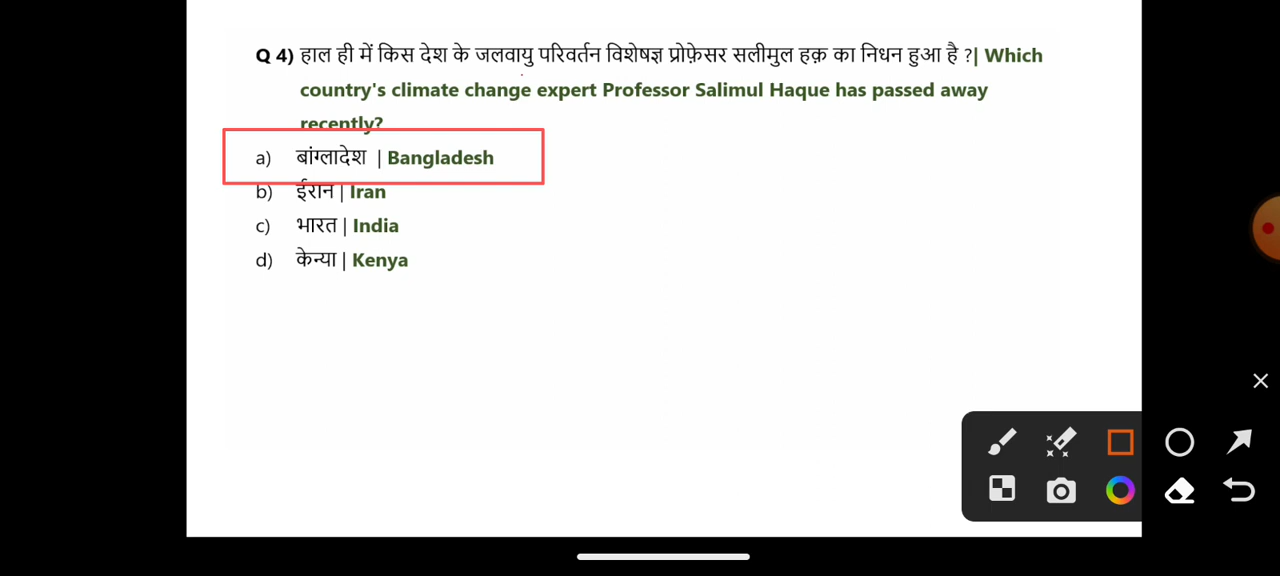 Q 4) हाल ही में किस देश के जलवायु परिवर्तन विशेषज्ञ प्रोफ़ेसर सलीमुल हक़ का निधन हुआ है ?| Which
country's climate change expert Professor Salimul Haque has passed away
recently?
a) बांग्लादेश | Bangladesh
b) ईरान | Iran
c) भारत | India
d) केन्या | Kenya